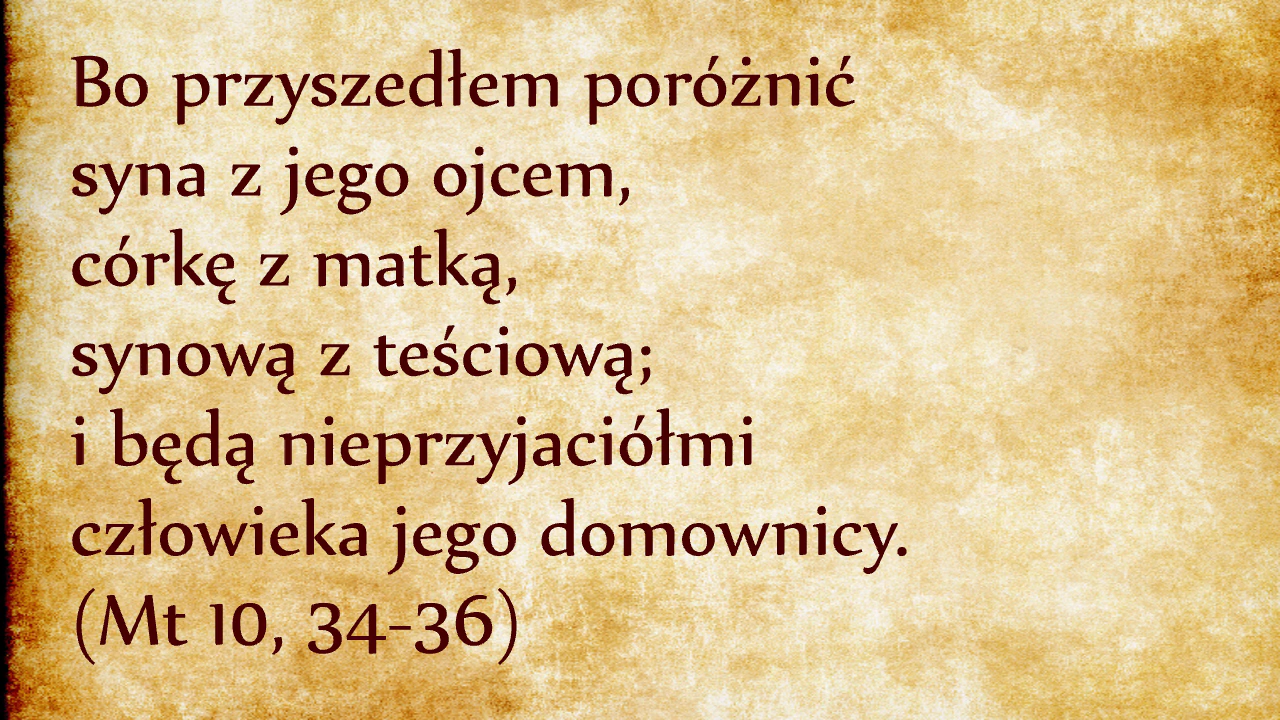 Bo przyszedłem poróżnić
syna z jego ojcem,
córkę z matką,
synową z teściową;
i będą nieprzyjaciółmi
człowieka jego domownicy.
(Mt 10, 34-36)